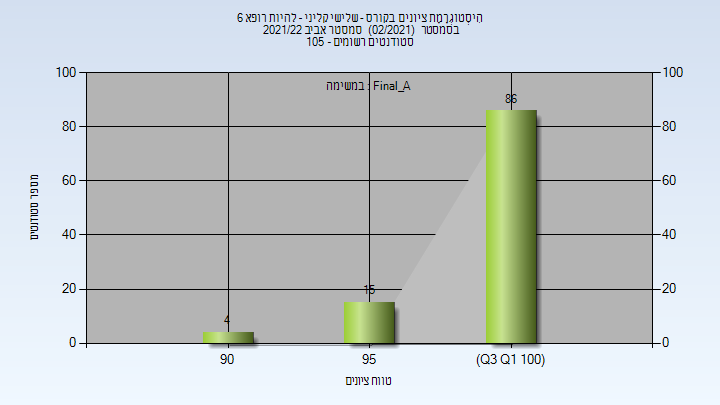 היסטוגרמת ציונים בקורס - שלישי קליני - להיות רופא 6
בסמסטר (02/2021) סמסטר אביב 2021/22
סטודנטים רשומים - 105
במשימה : Final_A
100 100
80 80
60 60
40 40
20 20
0 0
86
15
4
מספר סטודנטים
90 95 (Q3 Q1 100)
טווח ציונים